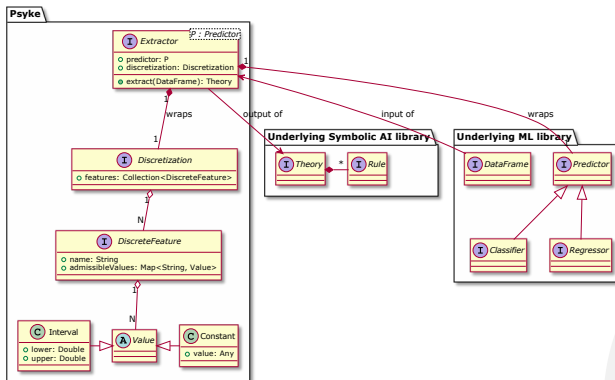 Psyke
P : Predictor
I Extractor
predictor: P
discretization: Discretization
extract(DataFrame): Theory
1
1
wraps
output of
input of
wraps
1
1
Underlying Symbolic AI library
I Theory
*
I Rule
Underlying ML library
I DataFrame
I Predictor
I Classifier
I Regressor
I Discretization
features: Collection<DiscreteFeature>
1
N
I DiscreteFeature
name: String
admissibleValues: Map<String, Value>
1
N
C Interval
lower: Double
upper: Double
A Value
C Constant
value: Any